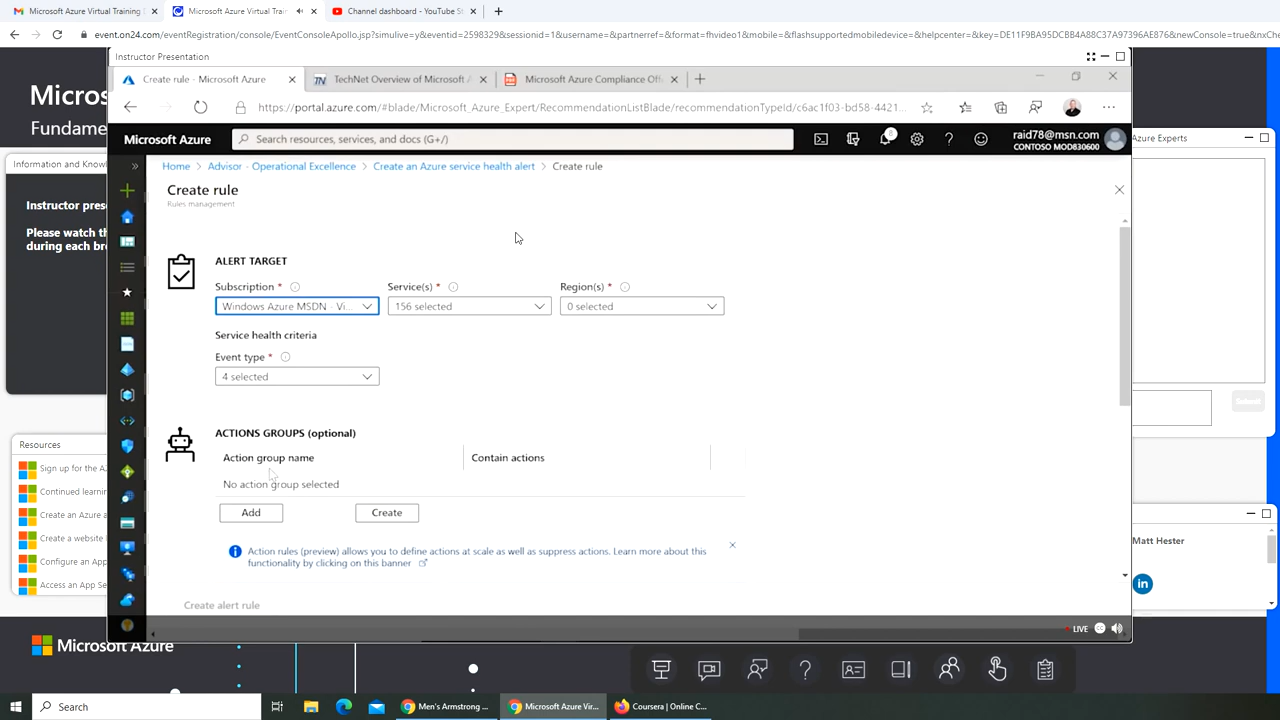 Microsoft Azure Virtual Training D
Microsoft Azure Virtual Train
Channel dashboard - YouTube St
event.on24.com/eventRegistration/console/EventConsoleApollo.jsp?simulive=y&eventid=2598329&sessionid=1&username=&partnerref=&format=fhvideo1&mobile=&flashsupportedmobiledevice=&helpcenter=&key=DE11F9BA95DCBB4A88C37A97396AE876&newConsole=true&nxChe
Micros
Fundame
Instructor Presentation
Create rule - Microsoft Azure
TechNet Overview of Microsoft A
Microsoft Azure Compliance Off
https://portal.azure.com/#blade/Microsoft_Azure_Expert/RecommendationListBlade/recommendationTypeId/c6ac1f03-bd58-4421...
Microsoft Azure
Search resources, services, and docs (G+/)
8
raid78@msn.com
CONTOSO MOD830600
Azure Experts
Information and Know
Instructor pres
Please watch th
during each br
Home > Advisor - Operational Excellence > Create an Azure service health alert > Create rule
Create rule
Rules management
ALERT TARGET
Subscription *
Service(s) *
Region(s) *
Windows Azure MSDN - Vi...
156 selected
0 selected
Service health criteria
Event type *
4 selected
Submit
ACTIONS GROUPS (optional)
Action group name
Contain actions
No action group selected
Add
Create
Action rules (preview) allows you to define actions at scale as well as suppress actions. Learn more about this
functionality by clicking on this banner
Create alert rule
Resources
Sign up for the A
Continued learnin
Create an Azure a
Create a website
Configure an App
Access an App Se
Matt Hester
in
LIVE
CC
Microsoft Azure
Search
Men's Armstrong ...
Microsoft Azure Vir...
Coursera | Online C...